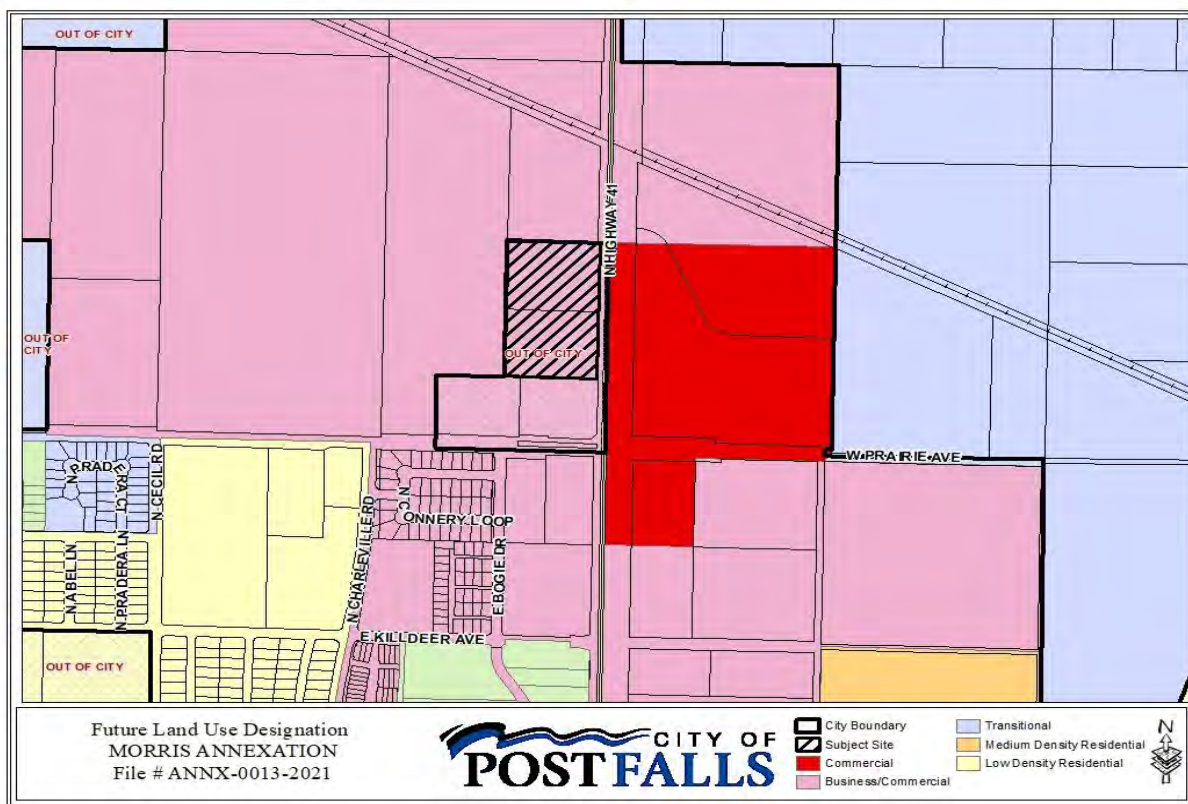 OUT OF CITY
N HIGHWAY 41
OUT OF
CITY
OUT OF CITY
W PRAIRIE AVE
N PRADERA CT
N CECIL RD
N CONNERY LOOP
N CHARLEVILLE RD
E BOGIE DR
N ABEL LN
N PRADERA LN
E KILLDEER AVE
OUT OF CITY
Future Land Use Designation
MORRIS ANNEXATION
File # ANNX-0013-2021
CITY OF
POST FALLS
City Boundary
Subject Site
Commercial
Business/Commercial
Transitional
Medium Density Residential
Low Density Residential
N